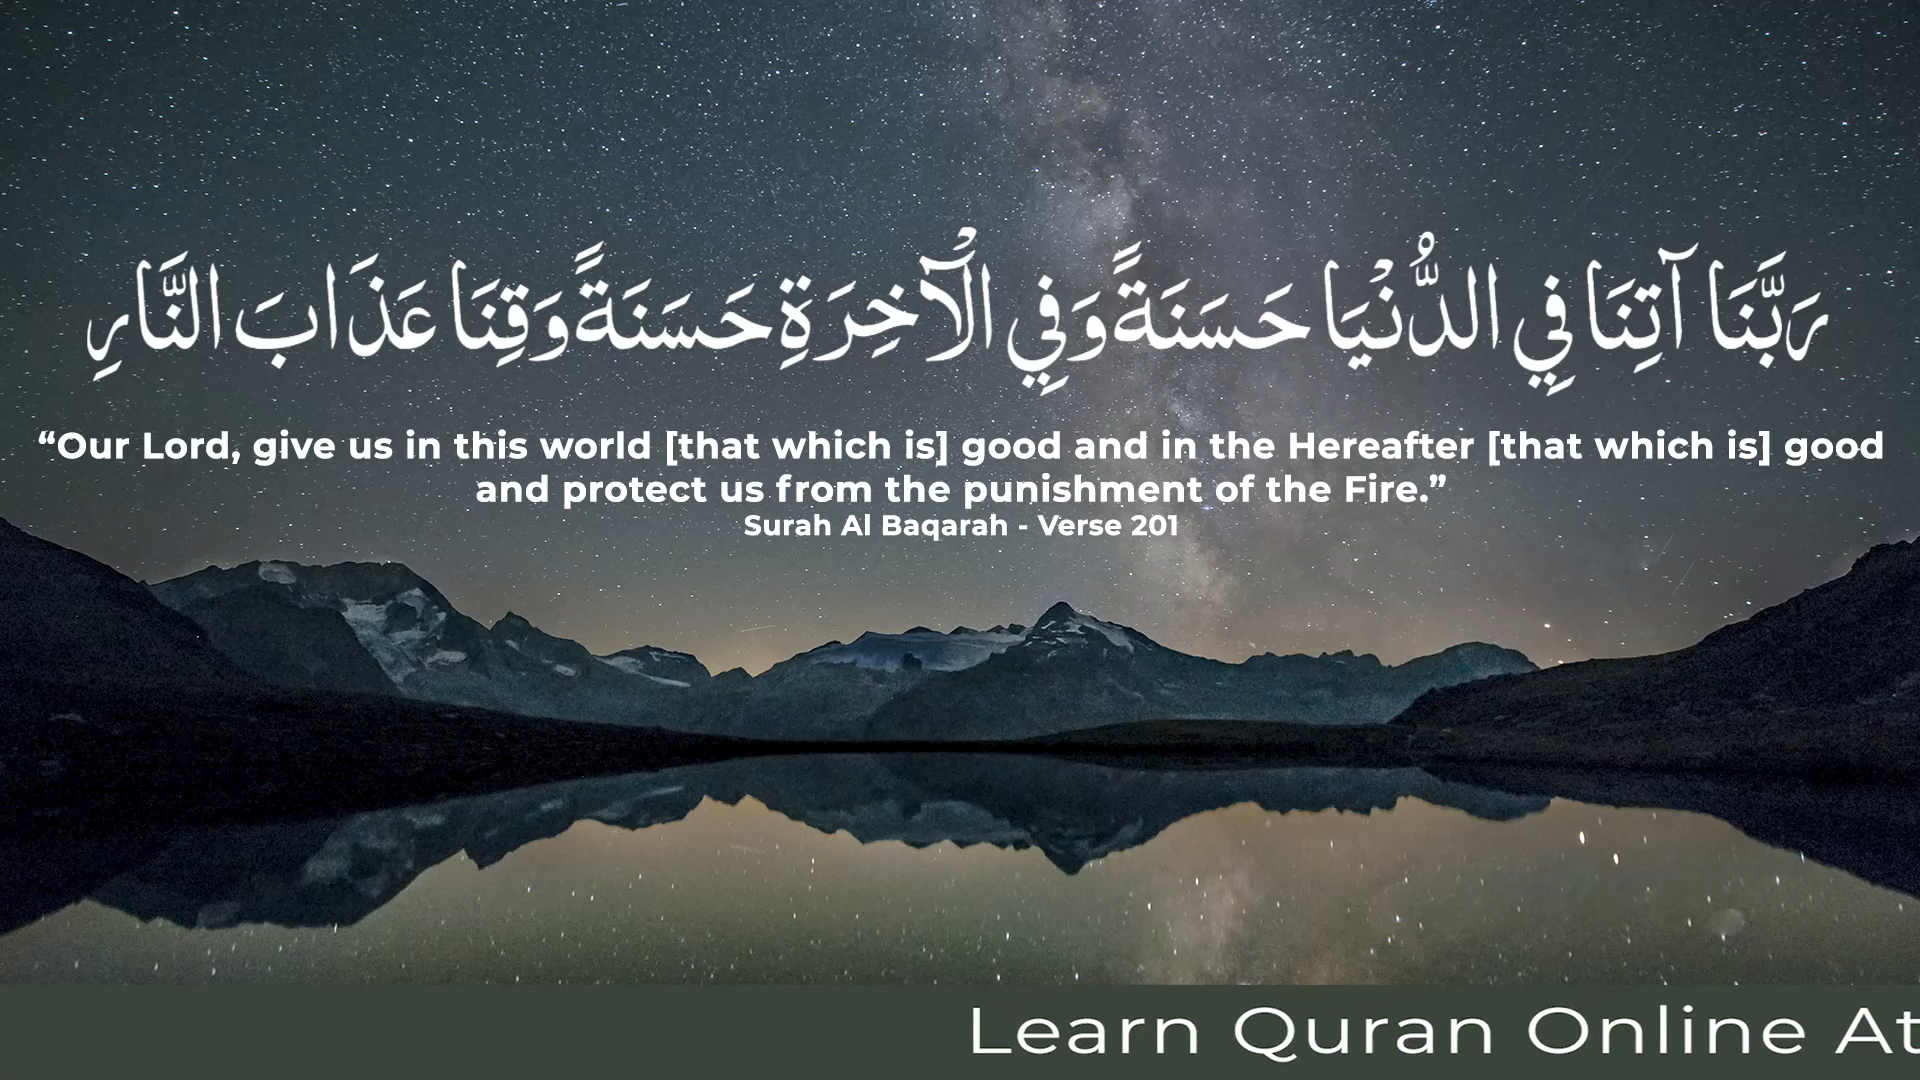 رَبَّنَا آتِنَا فِي الدُّنْيَا حَسَنَةً وَفِي الْآخِرَةِ حَسَنَةً وَقِنَا عَذَابَ النَّارِ
“Our Lord, give us in this world [that which is] good and in the Hereafter [that which is] good
and protect us from the punishment of the Fire.”
Surah Al Baqarah - Verse 201
Learn Quran Online At